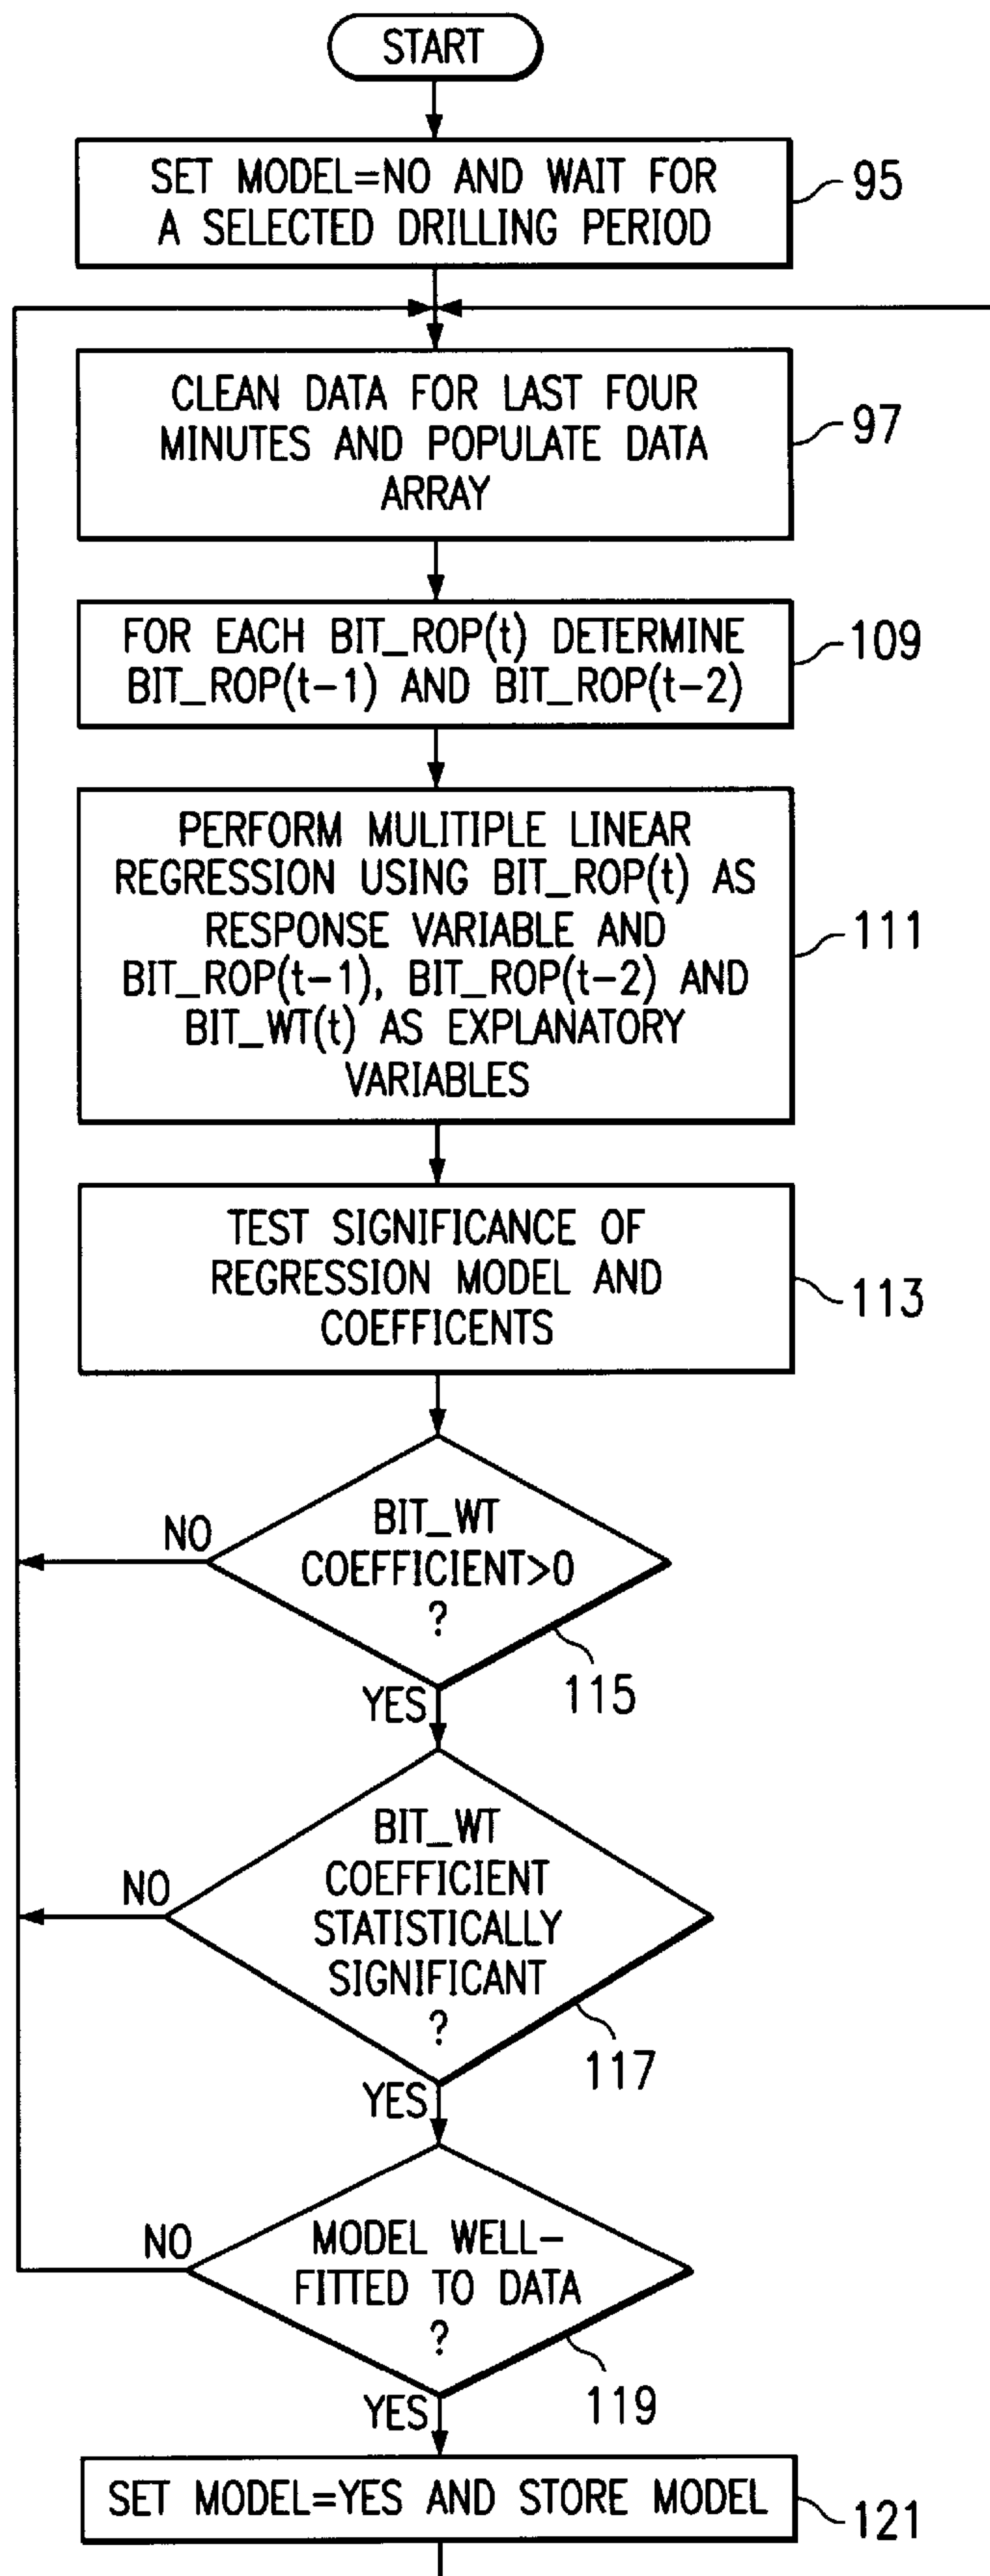 START
SET MODEL=NO AND WAIT FOR
A SELECTED DRILLING PERIOD
95
CLEAN DATA FOR LAST FOUR
MINUTES AND POPULATE DATA
ARRAY
97
FOR EACH BIT_ROP(t) DETERMINE
BIT_ROP(t-1) AND BIT_ROP(t-2)
109
PERFORM MULITIPLE LINEAR
REGRESSION USING BIT_ROP(t) AS
RESPONSE VARIABLE AND
BIT_ROP(t-1), BIT_ROP(t-2) AND
BIT_WT(t) AS EXPLANATORY
VARIABLES
111
TEST SIGNIFICANCE OF
REGRESSION MODEL AND
COEFFICENTS
113
BIT_WT
COEFFICIENT>0
?
NO
115
YES
BIT_WT
COEFFICIENT
STATISTICALLY
SIGNIFICANT
?
NO
117
YES
MODEL WELL-
FITTED TO DATA
?
NO
119
YES
SET MODEL=YES AND STORE MODEL
121